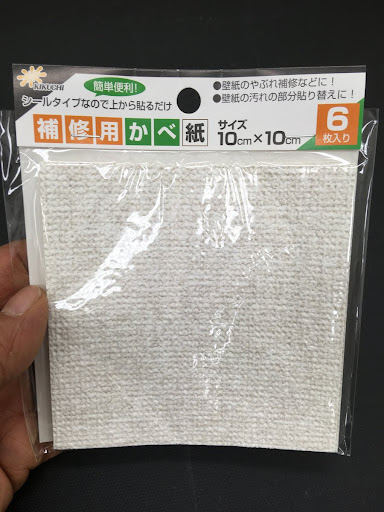 KIKUCHI
簡単便利!
シールタイプなので上から貼るだけ
●壁紙のやぶれ補修などに!
●壁紙の汚れの部分貼り替えに!
補修用かべ紙
サイズ
10cm×10cm
6
枚入り